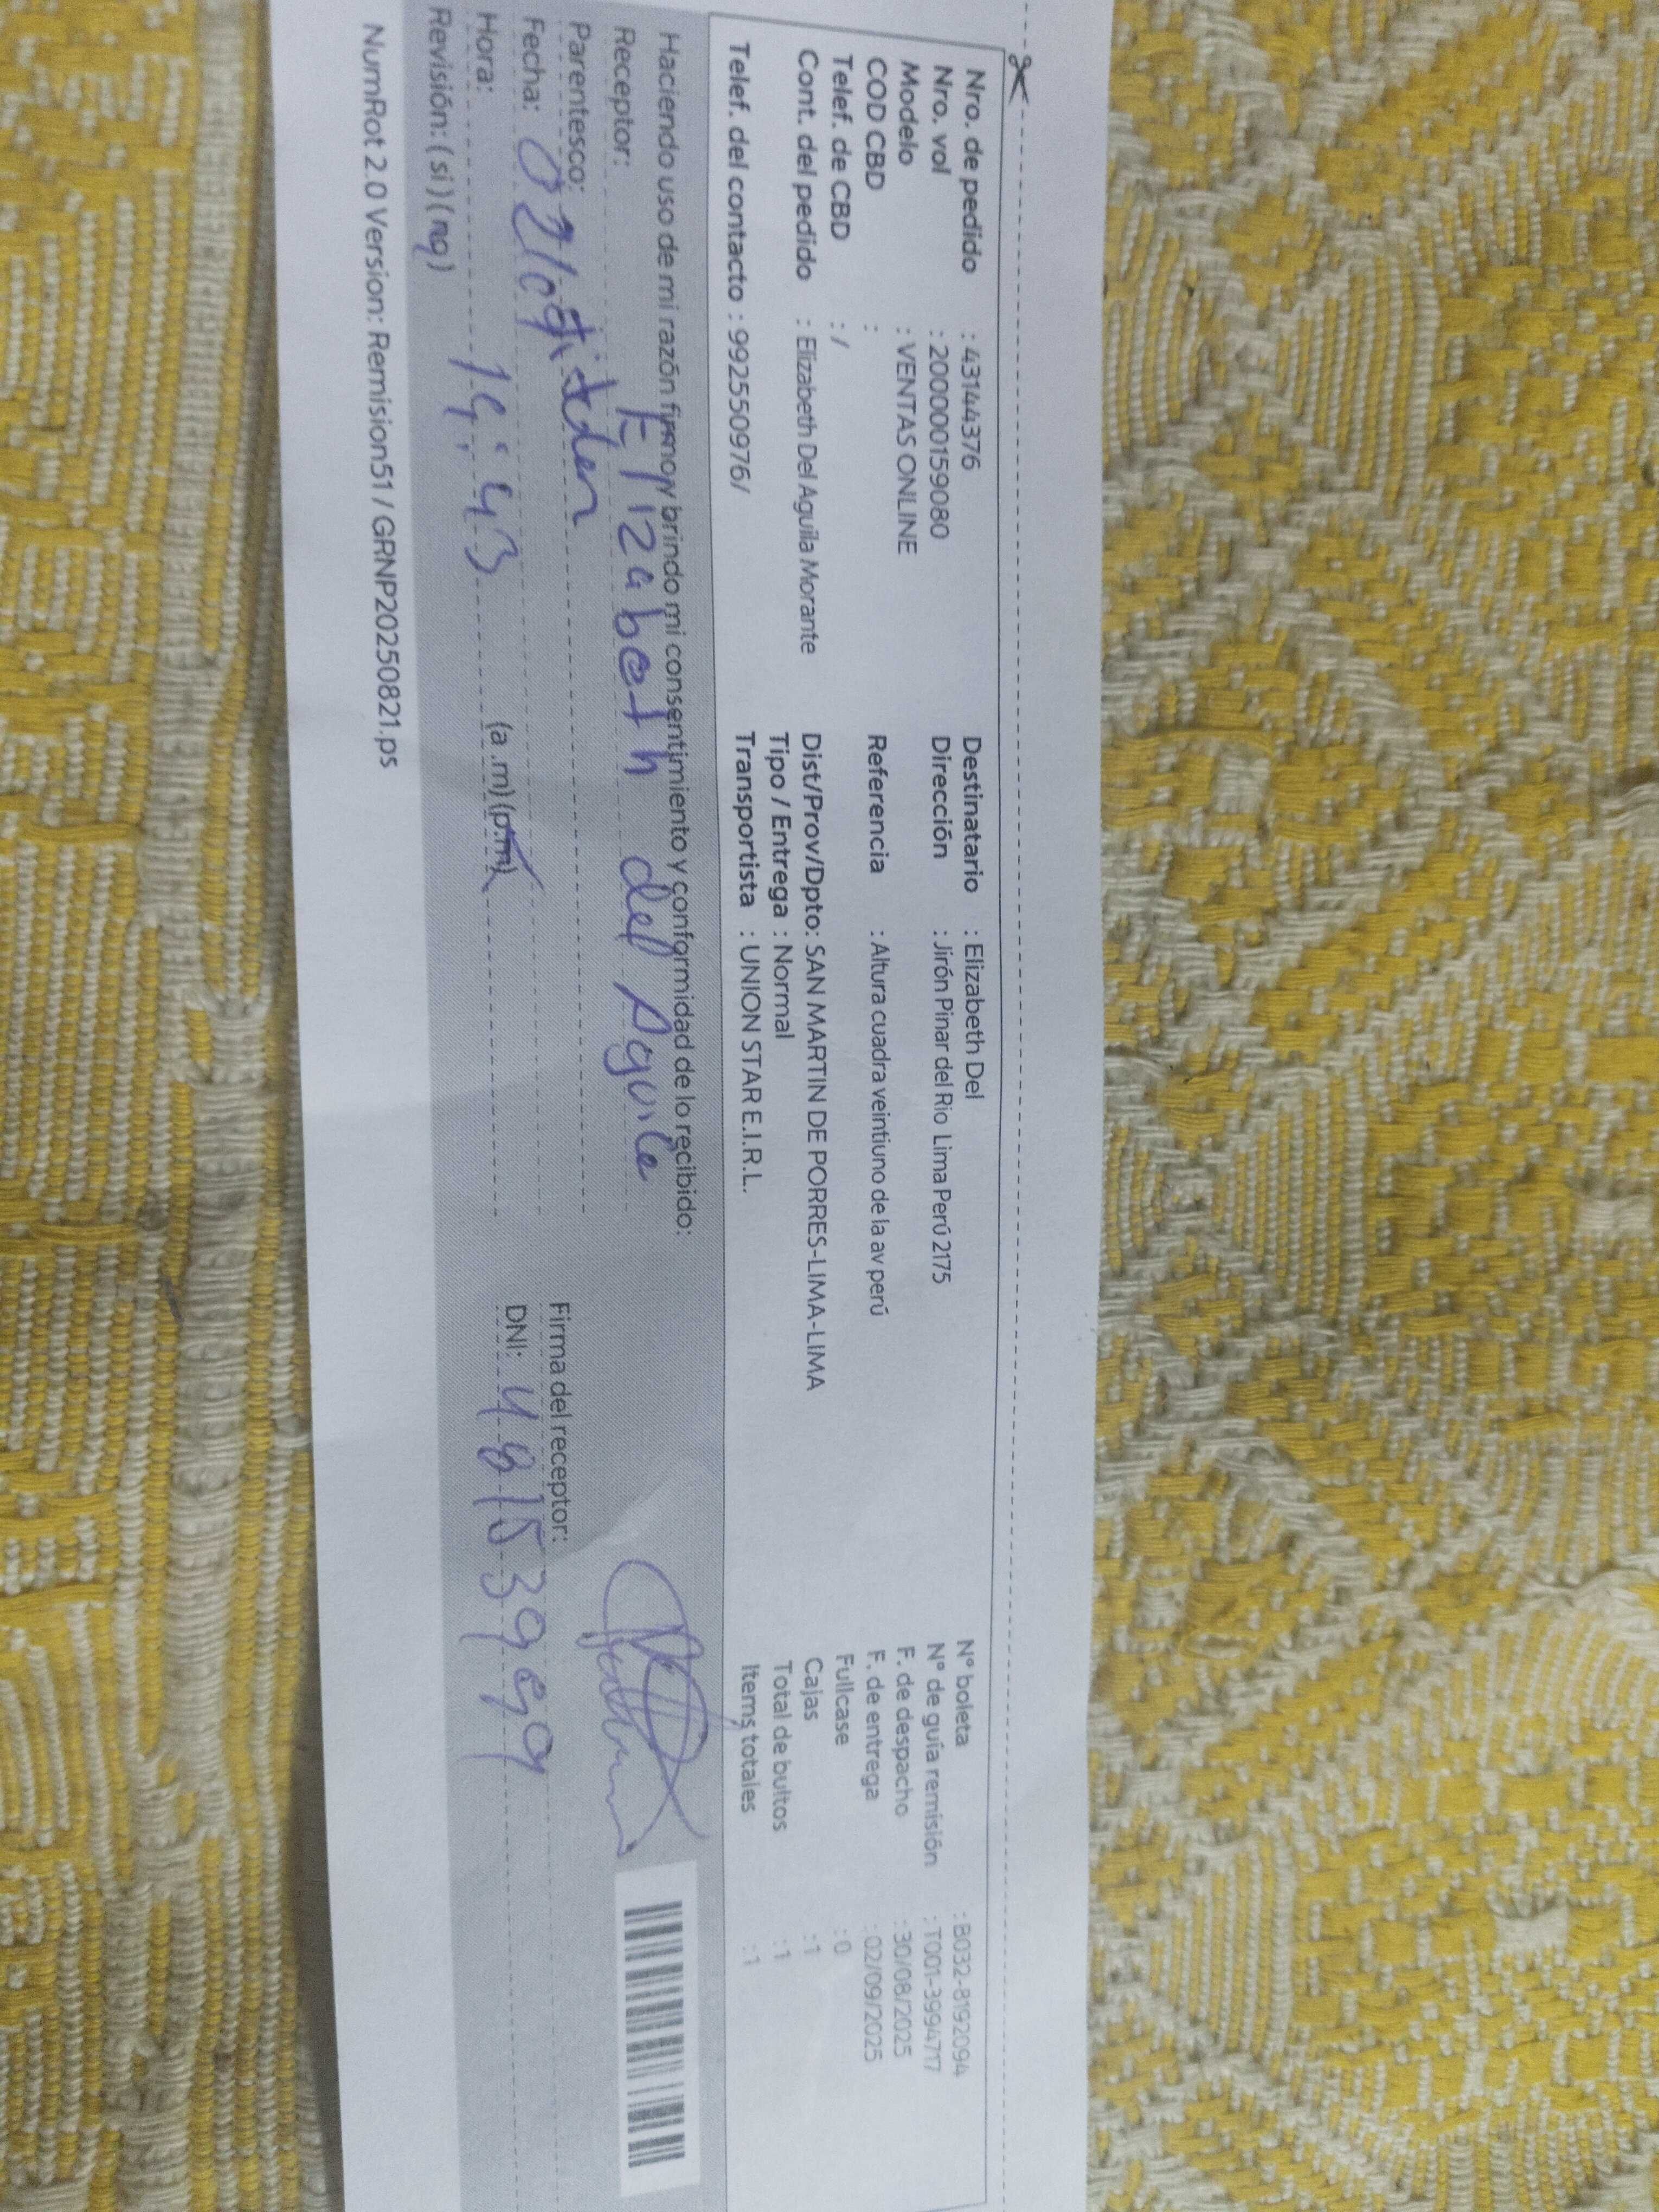 Nro. de pedido : 43144376
Nro. vol : 2000000159080
Modelo : VENTAS ONLINE
COD CBD :
Telef. de CBD : /
Cont. del pedido : Elizabeth Del Aguila Morante
Telef. del contacto : 992550976/
Destinatario : Elizabeth Del
Dirección : Jirón Pinar del Rio Lima Perú 2175
Referencia : Altura cuadra veintiuno de la av perú
Dist/Prov/Dpto: SAN MARTIN DE PORRES-LIMA-LIMA
Tipo / Entrega : Normal
Transportista : UNION STAR E.I.R.L.
N° boleta : B032-8192094
N° de guía remisión : T001-3994717
F. de despacho : 30/08/2025
F. de entrega : 02/09/2025
Fullcase : 0
Cajas : 1
Total de bultos : 1
Items totales : 1
Haciendo uso de mi razón firmo y brindo mi consentimiento y conformidad de lo recibido:
Receptor: Elizabeth del Aguila
Parentesco:
Fecha: 02/09
Hora: 14:43 (a.m)(p.m)
Revisión: (si)(no)
Firma del receptor:
DNI: 48153999
NumRot 2.0 Version: Remision51 / GRNP20250821.ps